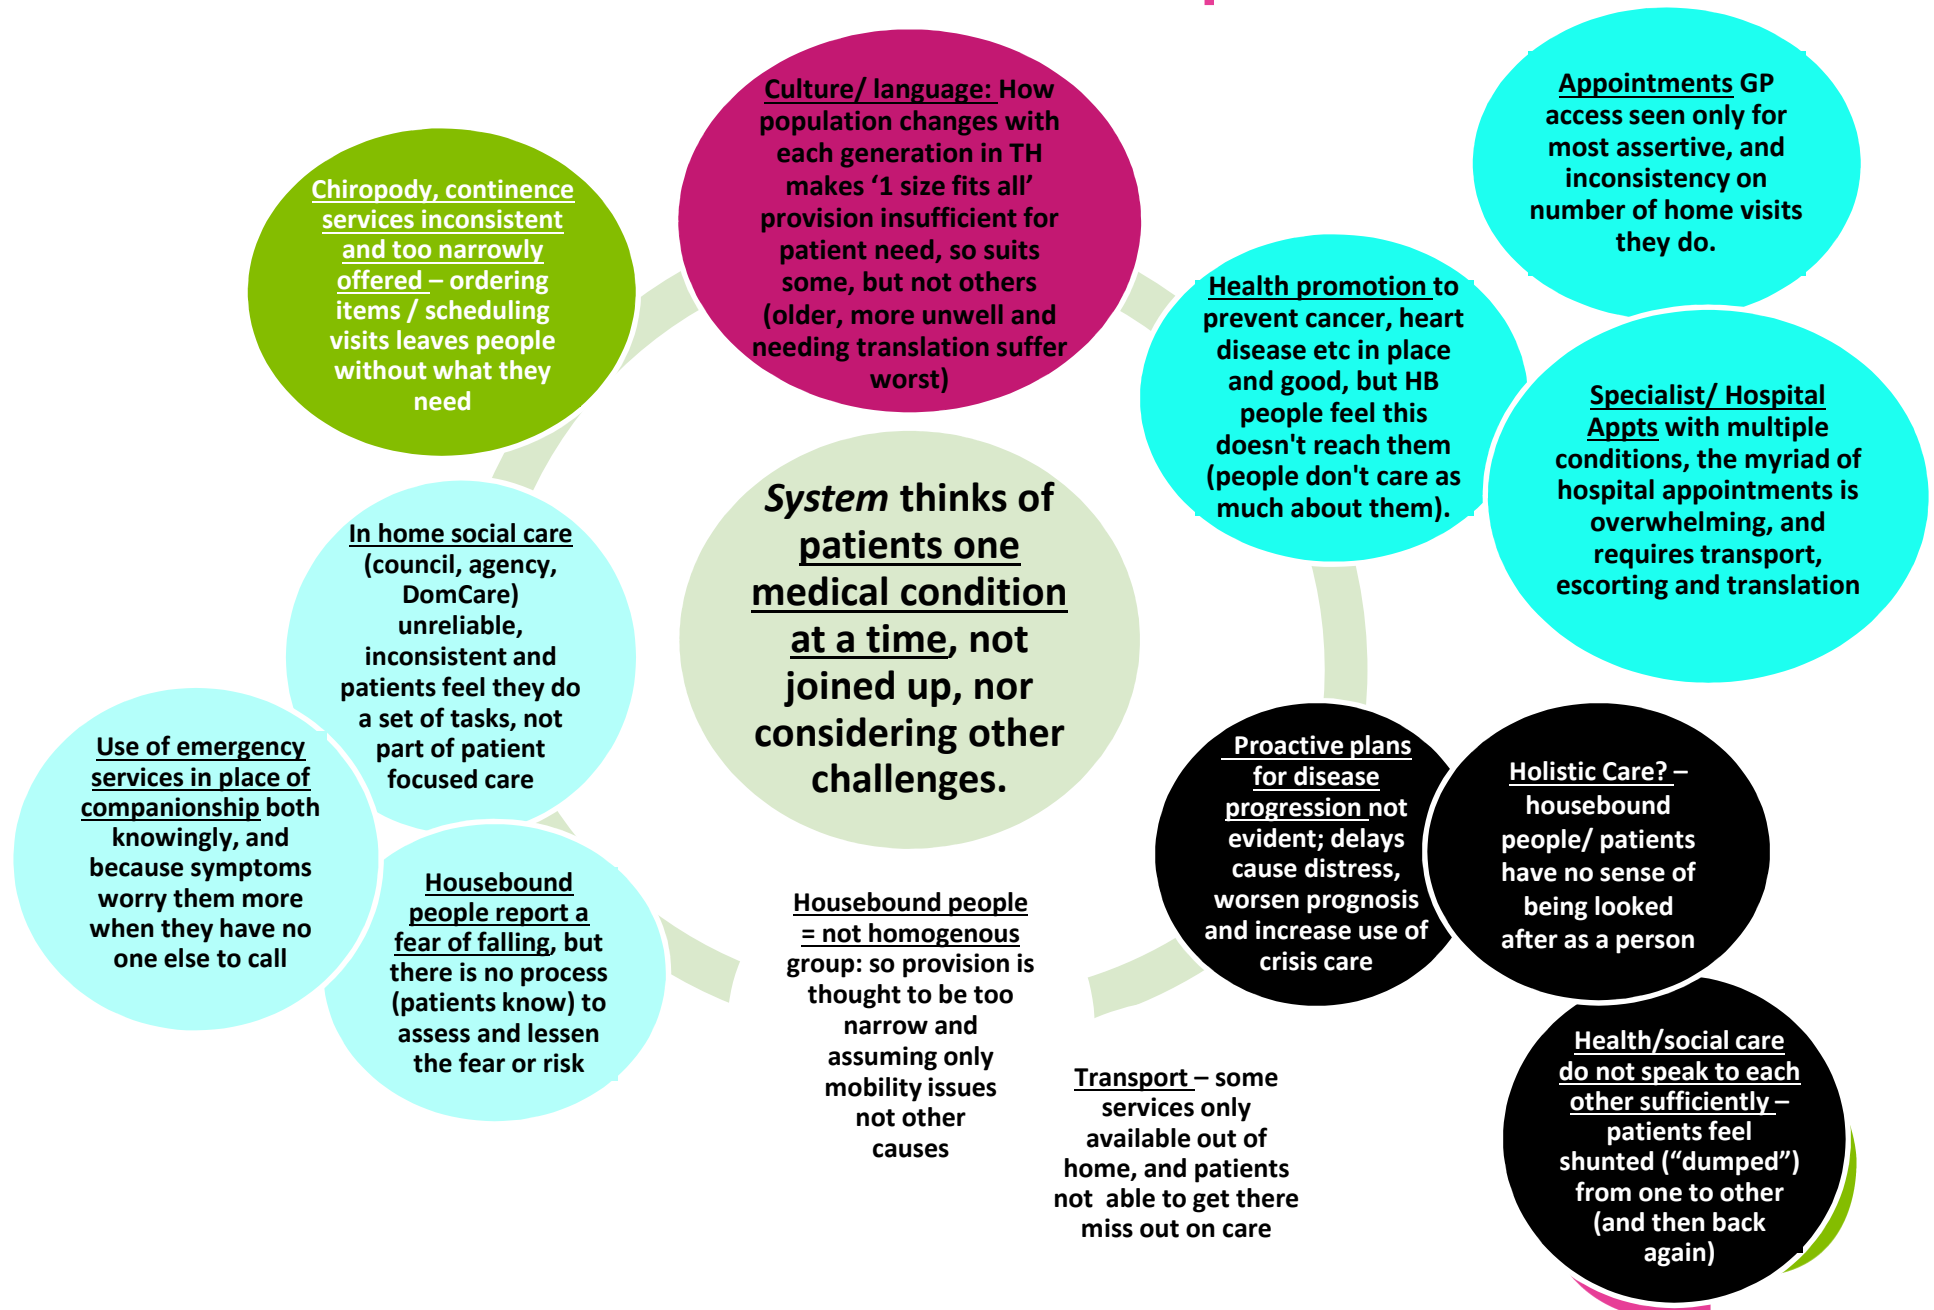 Culture/ language: How
population changes with
each generation in TH
makes ‘1 size fits all’
provision insufficient for
patient need, so suits
some, but not others
(older, more unwell and
needing translation suffer
worst)
Appointments GP
access seen only for
most assertive, and
inconsistency on
number of home visits
they do.
Chiropody, continence
services inconsistent
and too narrowly
offered – ordering
items / scheduling
visits leaves people
without what they
need
Health promotion to
prevent cancer, heart
disease etc in place
and good, but HB
people feel this
doesn't reach them
(people don't care as
much about them).
Specialist/ Hospital
Appts with multiple
conditions, the myriad of
hospital appointments is
overwhelming, and
requires transport,
escorting and translation
System thinks of
patients one
medical condition
at a time, not
joined up, nor
considering other
challenges.
In home social care
(council, agency,
DomCare)
unreliable,
inconsistent and
patients feel they do
a set of tasks, not
part of patient
focused care
Use of emergency
services in place of
companionship both
knowingly, and
because symptoms
worry them more
when they have no
one else to call
Housebound
people report a
fear of falling, but
there is no process
(patients know) to
assess and lessen
the fear or risk
Housebound people
= not homogenous
group: so provision is
thought to be too
narrow and
assuming only
mobility issues
not other
causes
Transport – some
services only
available out of
home, and patients
not  able to get there
miss out on care
Proactive plans
for disease
progression not
evident; delays
cause distress,
worsen prognosis
and increase use of
crisis care
Holistic Care? –
housebound
people/ patients
have no sense of
being looked
after as a person
Health/social care
do not speak to each
other sufficiently –
patients feel
shunted (“dumped”)
from one to other
(and then back
again)